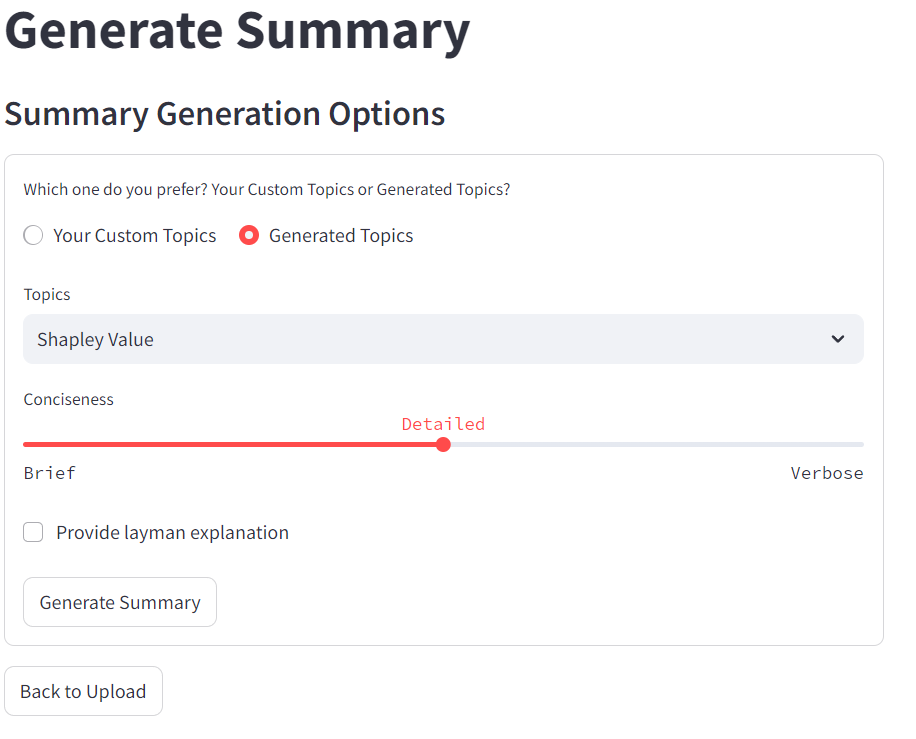 Generate Summary
Summary Generation Options
Which one do you prefer? Your Custom Topics or Generated Topics?
Your Custom Topics Generated Topics
Topics
Shapley Value
Conciseness
Detailed
Brief Verbose
Provide layman explanation
Generate Summary
Back to Upload